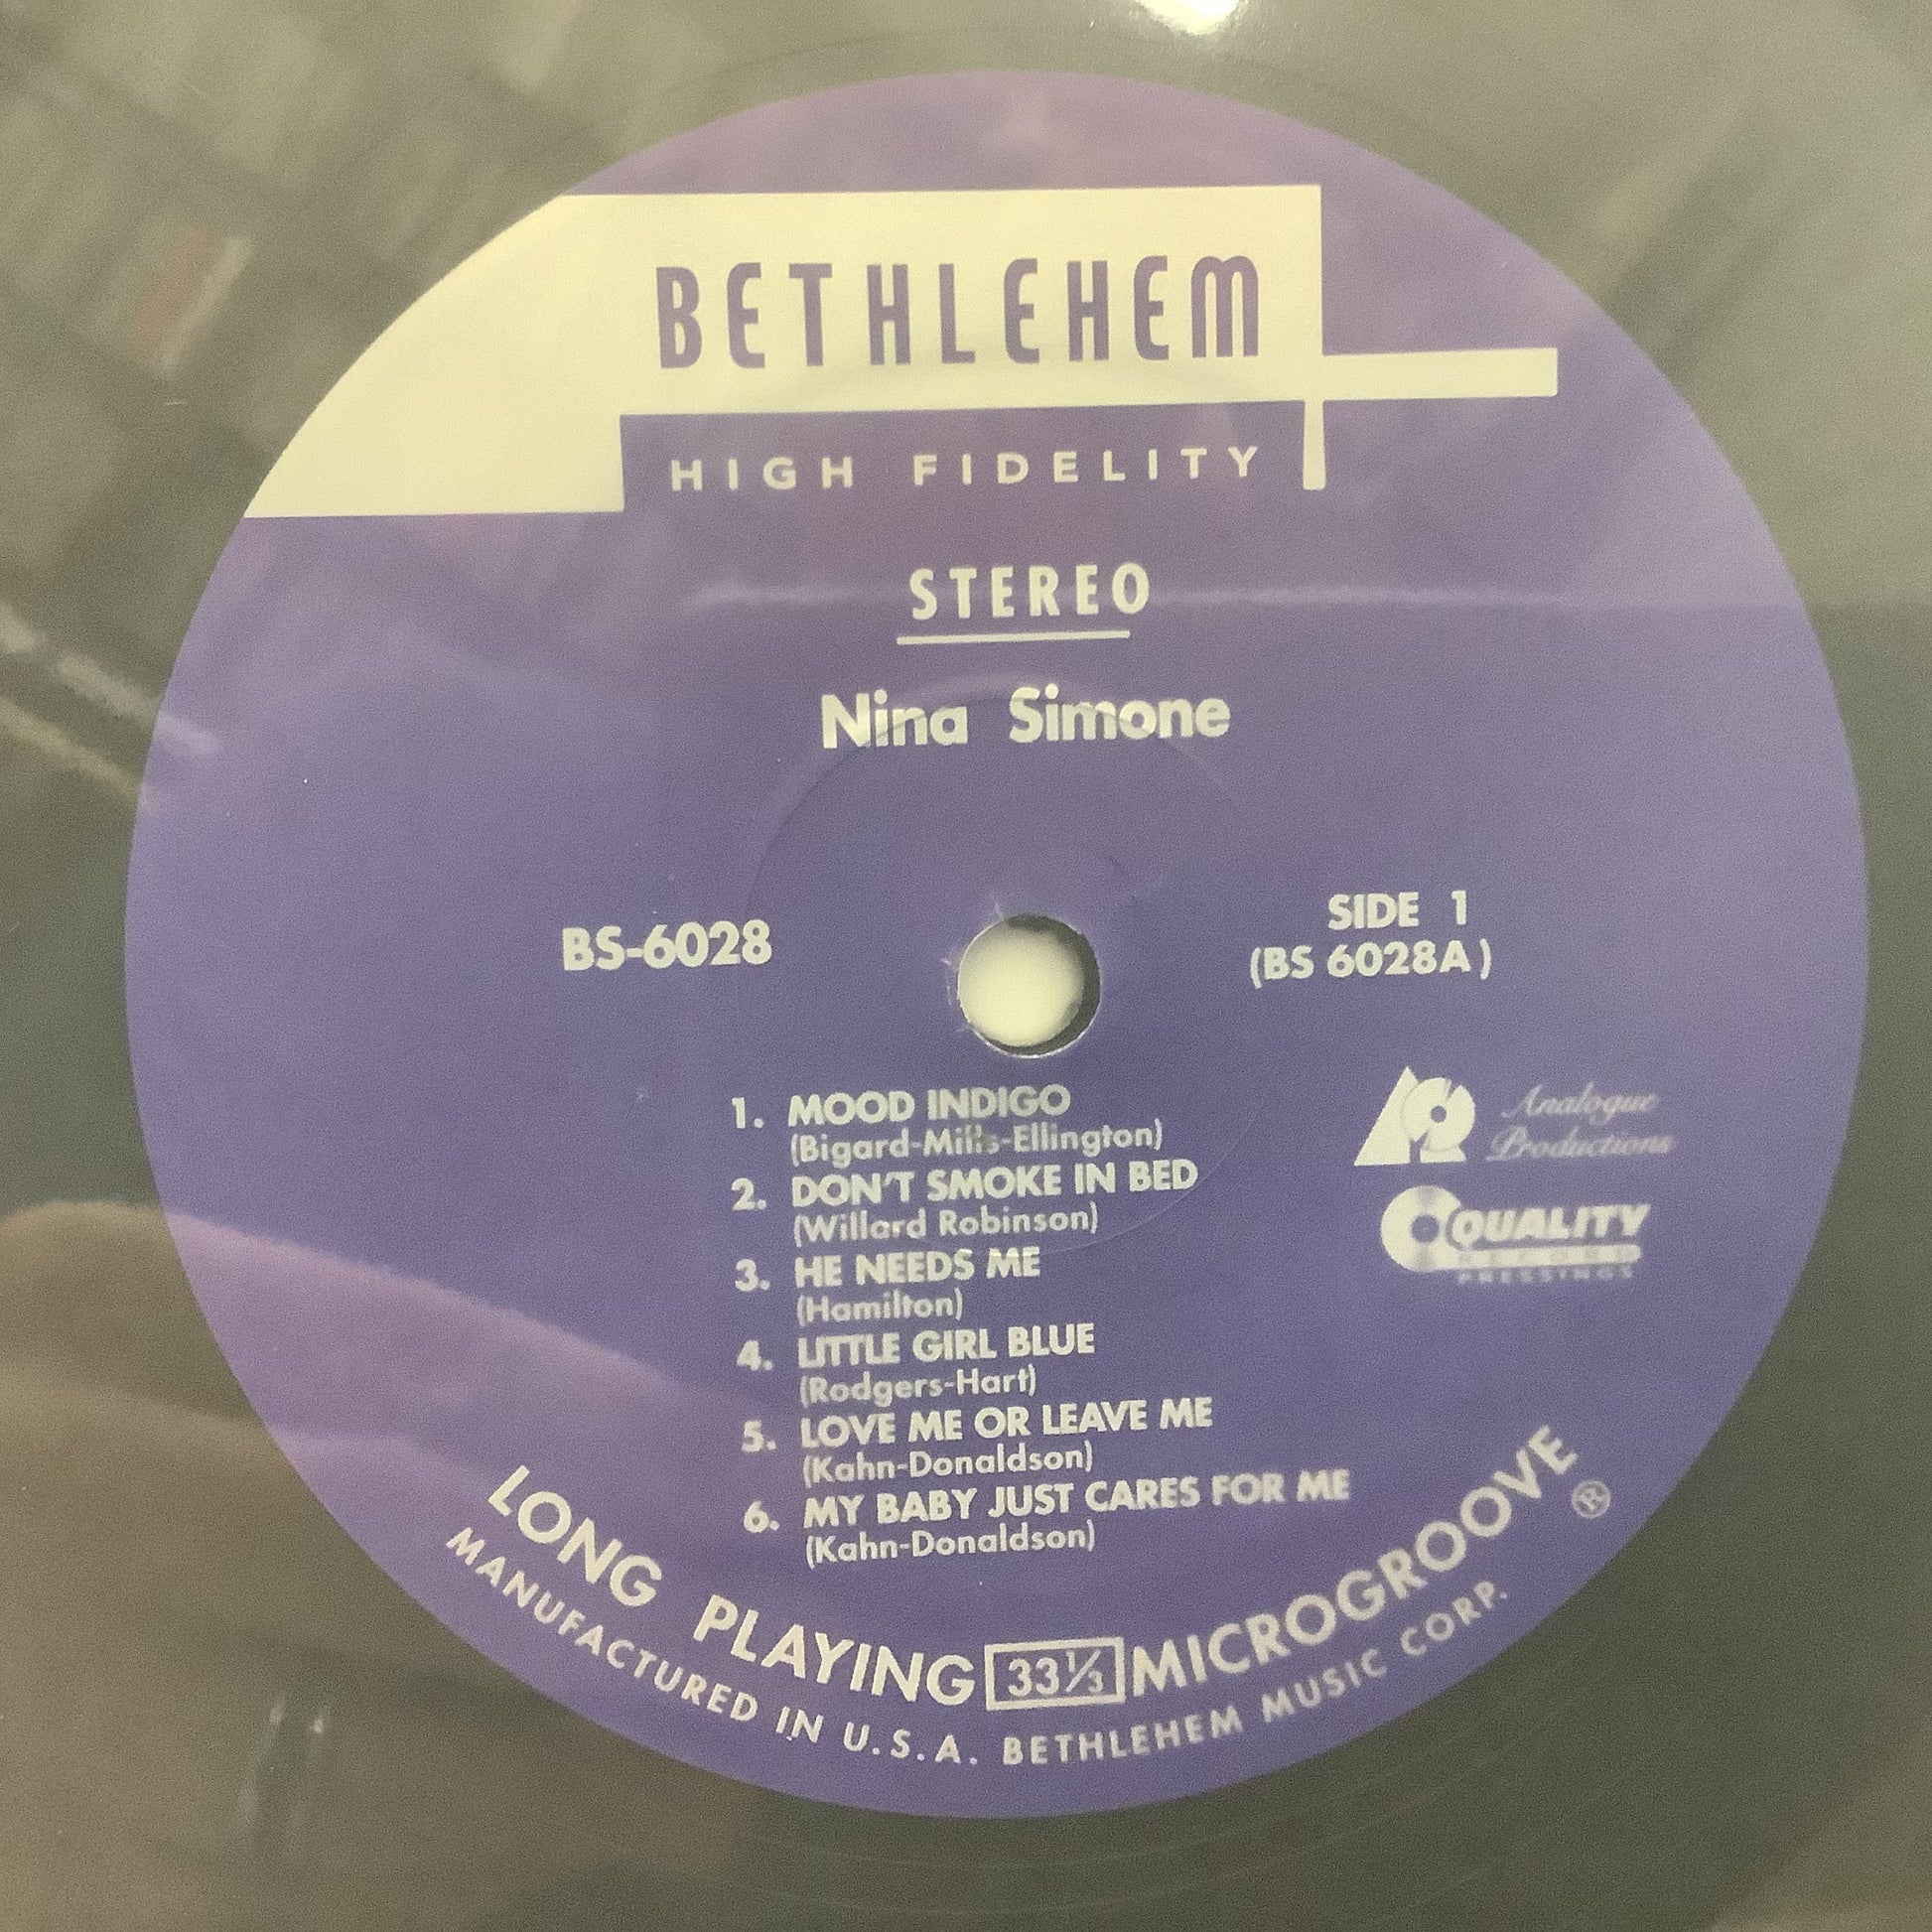 BETHLEHEM
HIGH FIDELITY
STEREO
Nina Simone
BS-6028
SIDE 1
(BS 6028A)
1. MOOD INDIGO
(Bigard-Mills-Ellington)
2. DON'T SMOKE IN BED
(Willard Robinson)
3. HE NEEDS ME
(Hamilton)
4. LITTLE GIRL BLUE
(Rodgers-Hart)
5. LOVE ME OR LEAVE ME
(Kahn-Donaldson)
6. MY BABY JUST CARES FOR ME
(Kahn-Donaldson)
Analogue
Productions
QUALITY
RECORD
PRESSINGS
LONG PLAYING 33⅓ MICROGROOVE ®
MANUFACTURED IN U.S.A. BETHLEHEM MUSIC CORP.